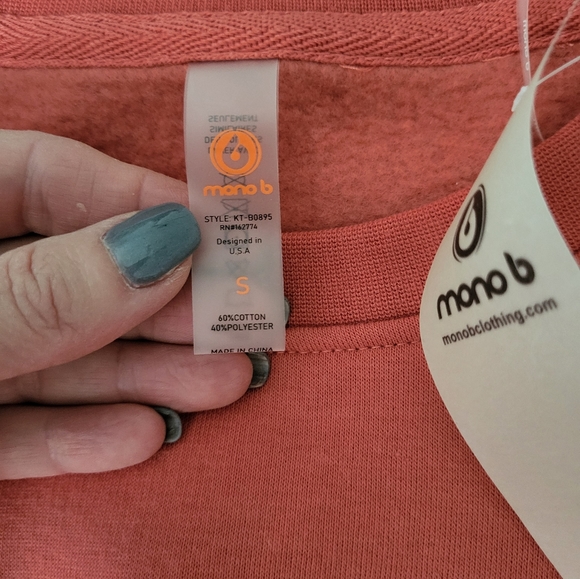 mono b
STYLE: KT-B0895
RN#162774
Designed in
U.S.A
S
60%COTTON
40%POLYESTER
MADE IN CHINA
mono b
monobclothing.com